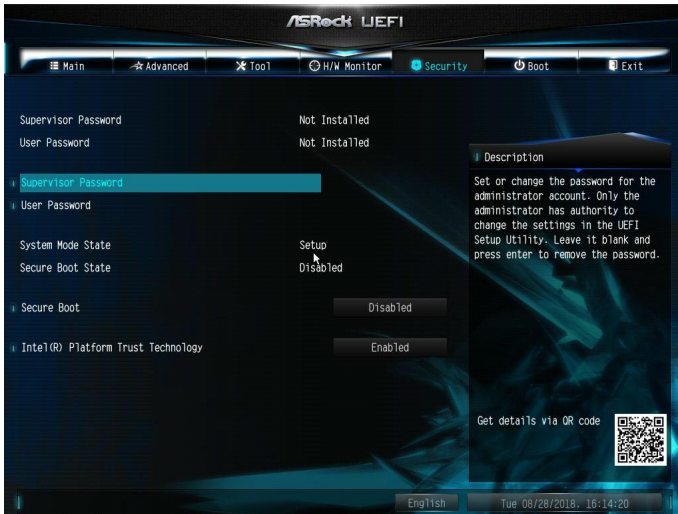 ASRock UEFI
Main Advanced Tool H/W Monitor Security Boot Exit
Supervisor Password Not Installed
User Password Not Installed
Supervisor Password
User Password
System Mode State Setup
Secure Boot State Disabled
Secure Boot Disabled
Intel(R) Platform Trust Technology Enabled
Description
Set or change the password for the
administrator account. Only the
administrator has authority to
change the settings in the UEFI
Setup Utility. Leave it blank and
press enter to remove the password.
Get details via QR code
English Tue 08/28/2018. 16:14:20